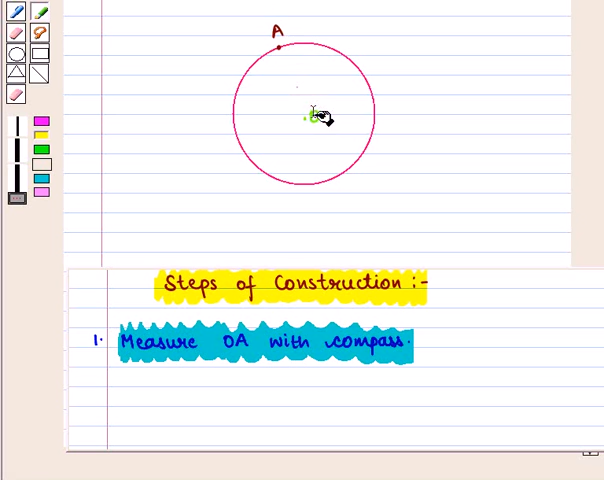 A
Steps of Construction :-
1. Measure OA with compass.